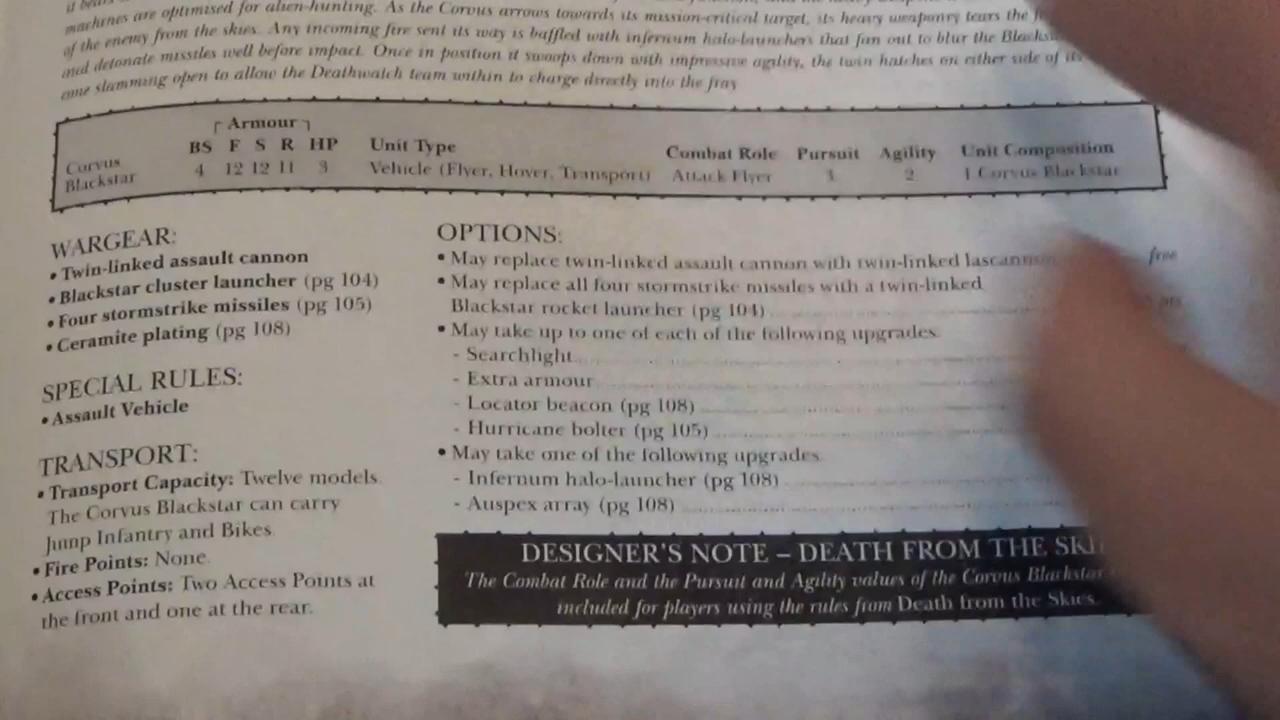 machines are optimised for alien-hunting. As the Corvus arrows towards its mission-critical target, its heavy weaponry tears the
of the enemy from the skies. Any incoming fire sent its way is baffled with infernum halo-launchers that fan out to blur the
and detonate missiles well before impact. Once in position it swoops down with impressive agility, the twin hatches on either side of its
slamming open to allow the Deathwatch team within to charge directly into the fray
Armour
BS F S R HP Unit Type Combat Role Pursuit Agility Unit Composition
Corvus
Blackstar 4 12 12 11 3 Vehicle (Flyer, Hover, Transport) Attack Flyer 2 1 Corvus Blackstar
WARGEAR:
• Twin-linked assault cannon
• Blackstar cluster launcher (pg 104)
• Four stormstrike missiles (pg 105)
• Ceramite plating (pg 108)
SPECIAL RULES:
• Assault Vehicle
TRANSPORT:
• Transport Capacity: Twelve models.
The Corvus Blackstar can carry
Jump Infantry and Bikes.
• Fire Points: None.
• Access Points: Two Access Points at
the front and one at the rear.
OPTIONS:
• May replace twin-linked assault cannon with twin-linked lascannon free
• May replace all four stormstrike missiles with a twin-linked
Blackstar rocket launcher (pg 104)
• May take up to one of each of the following upgrades.
- Searchlight
- Extra armour
- Locator beacon (pg 108)
- Hurricane bolter (pg 105)
• May take one of the following upgrades.
- Infernum halo-launcher (pg 108)
- Auspex array (pg 108)
DESIGNER'S NOTE – DEATH FROM THE
The Combat Role and the Pursuit and Agility values of the Corvus Blackstar
included for players using the rules from Death from the Skies.